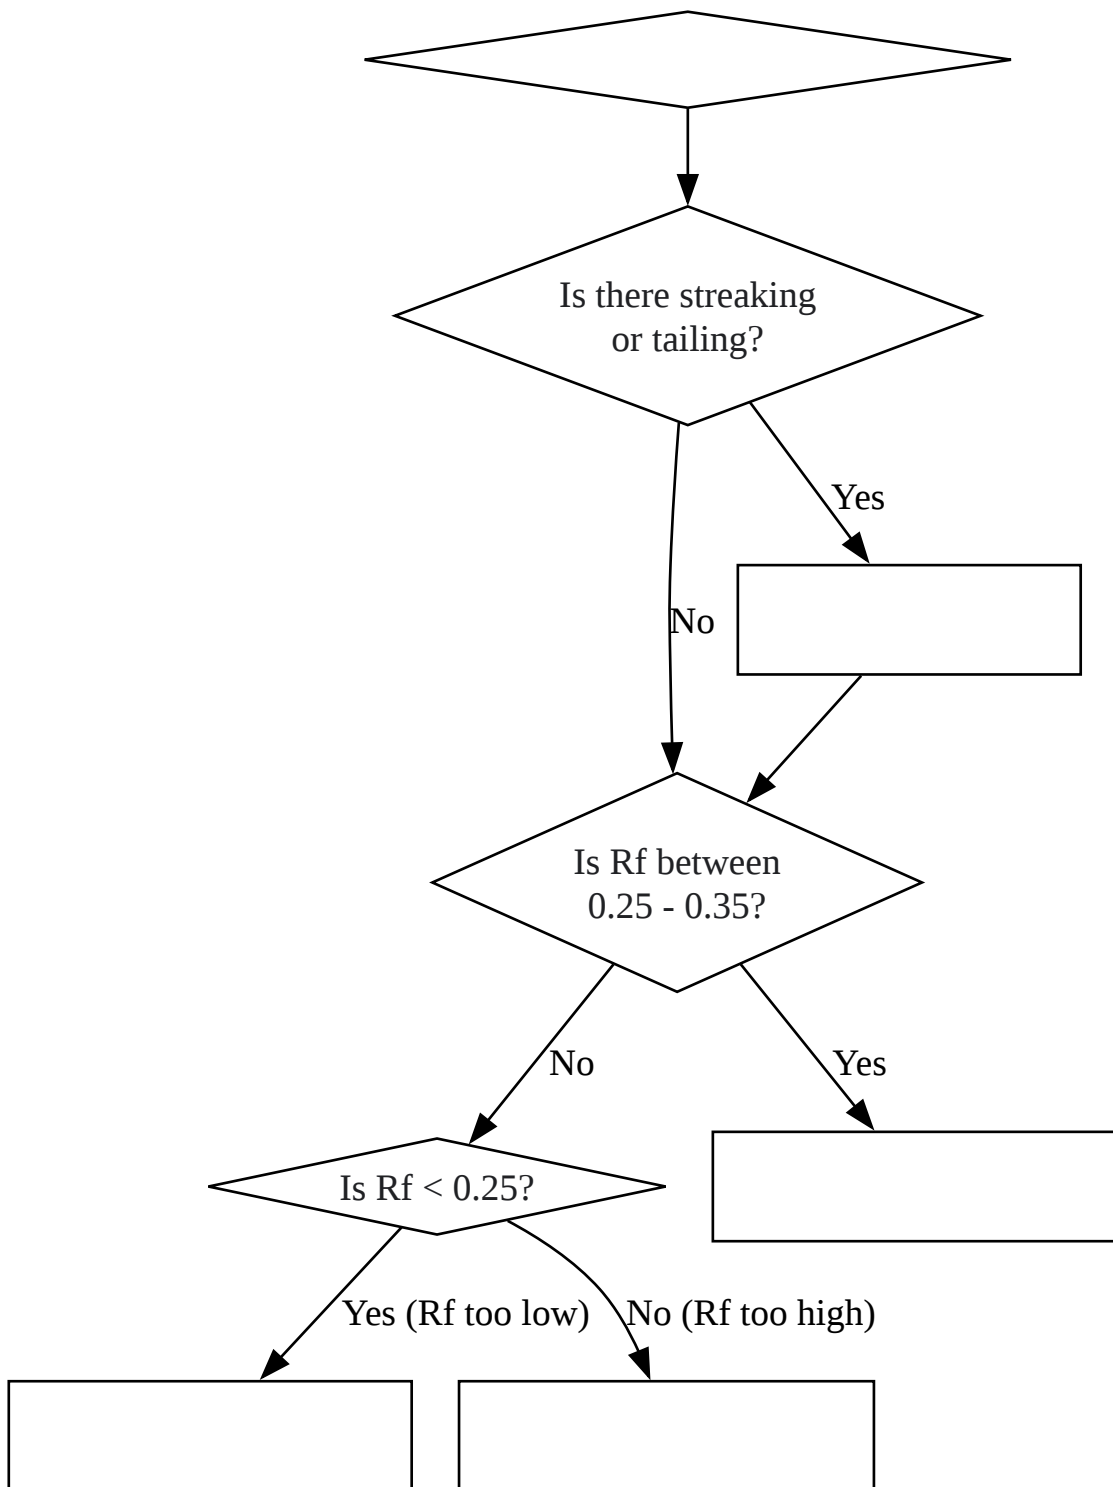 Is there streaking
or tailing?
Yes
No
Is Rf between
0.25 - 0.35?
No
Yes
Is Rf < 0.25?
Yes (Rf too low)
No (Rf too high)